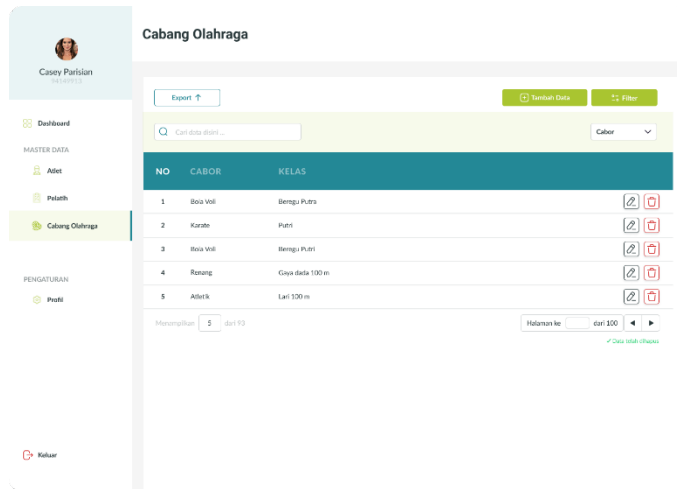 Cabang Olahraga
Casey Parisian
94149913
Export
Tambah Data
Filter
Dashboard
Cari data disini ...
Cabor
MASTER DATA
Atlet
Pelatih
Cabang Olahraga
NO CABOR KELAS
1 Bola Voli Beregu Putra
2 Karate Putri
3 Bola Voli Beregu Putri
4 Renang Gaya dada 100 m
5 Atletik Lari 100 m
PENGATURAN
Profil
Menampilkan 5 dari 93
Halaman ke dari 100
Data telah dihapus
Keluar